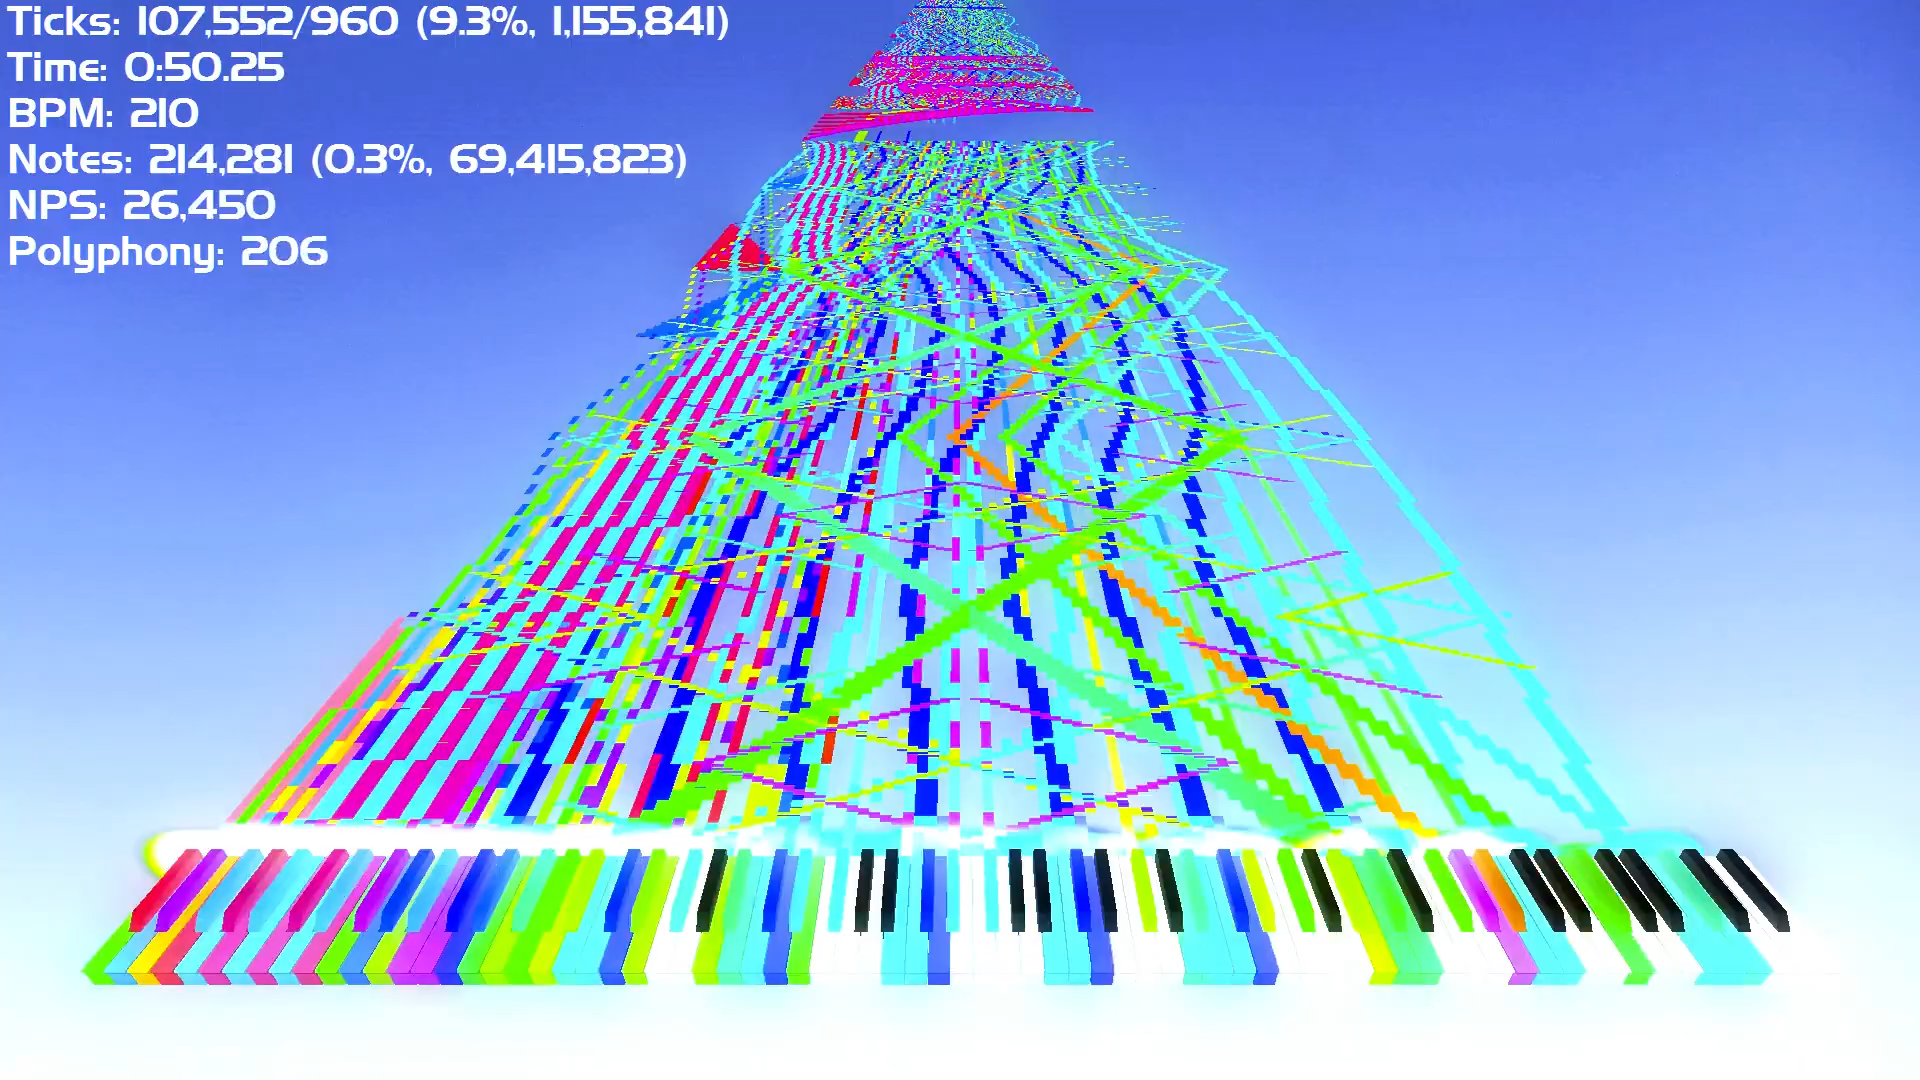 Ticks: 107,552/960 (9.3%, 1,155,841)
Time: 0:50.25
BPM: 210
Notes: 214,281 (0.3%, 69,415,823)
NPS: 26,450
Polyphony: 206